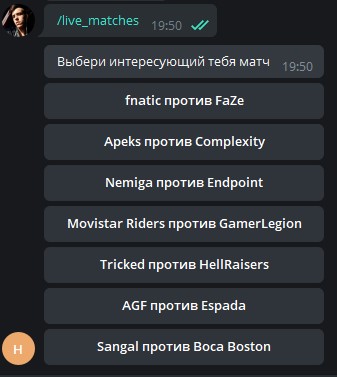 /live_matches 19:50
Выбери интересующий тебя матч 19:50
fnatic против FaZe
Apeks против Complexity
Nemiga против Endpoint
Movistar Riders против GamerLegion
Tricked против HellRaisers
AGF против Espada
Sangal против Boca Boston
Н